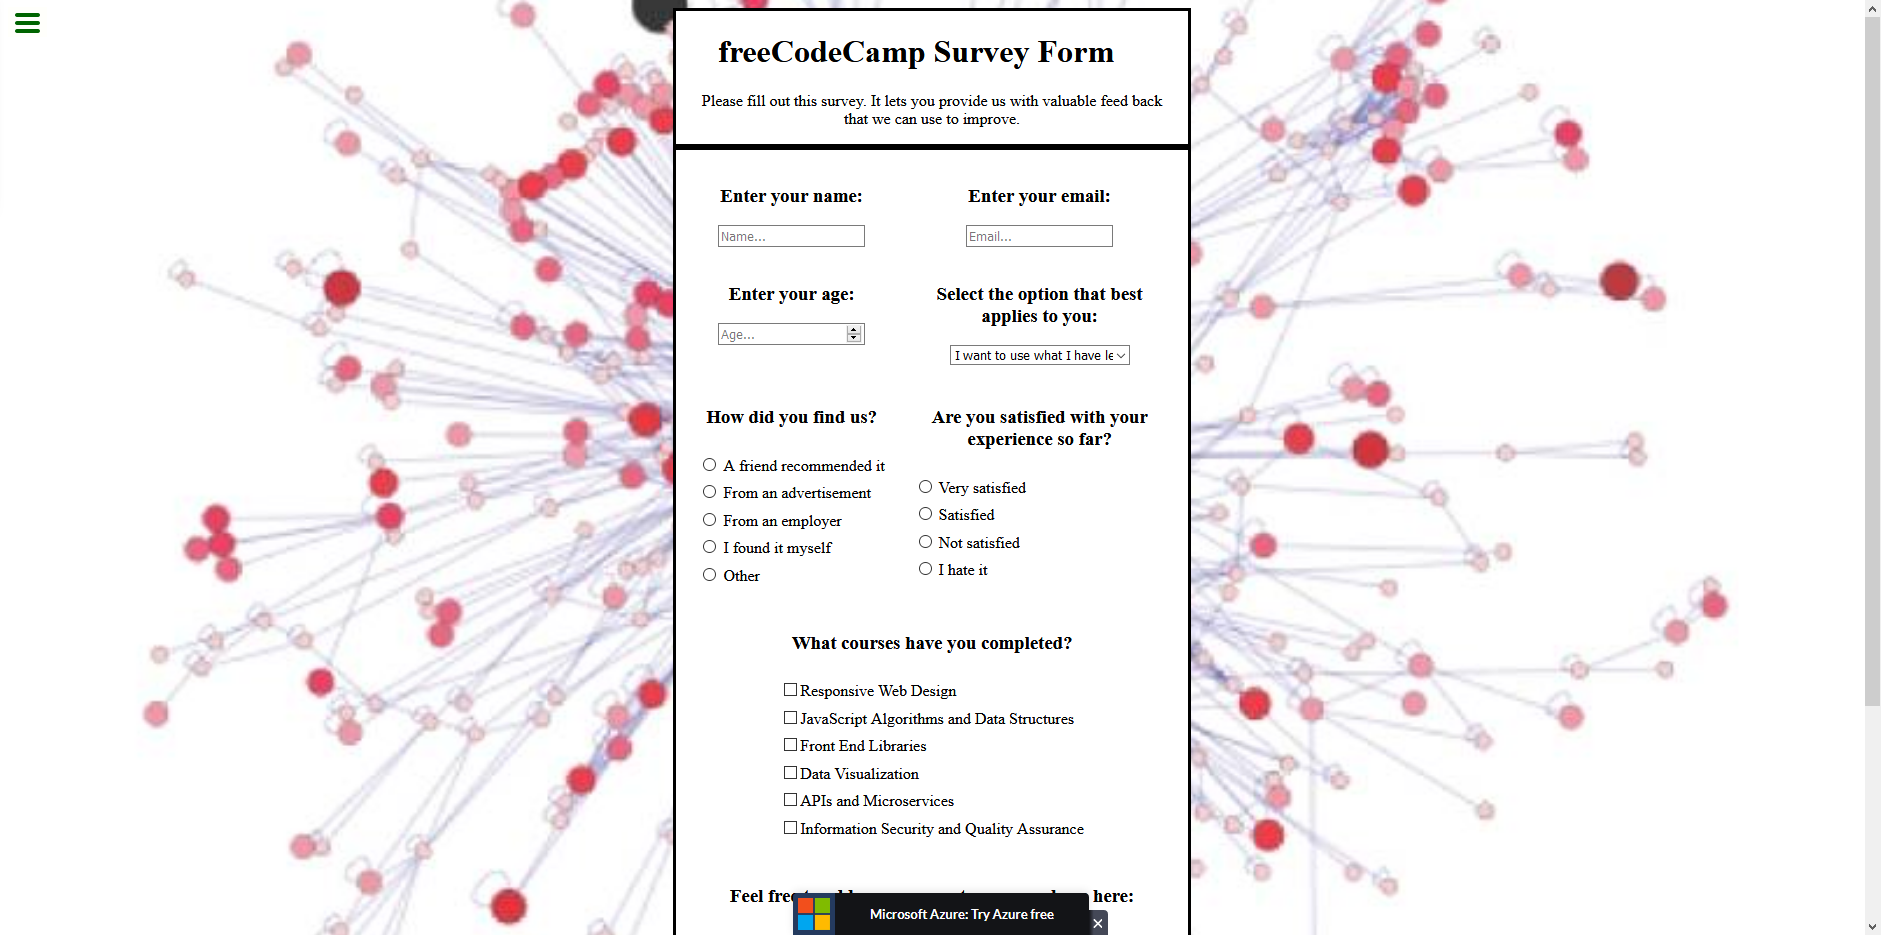 freeCodeCamp Survey Form
Please fill out this survey. It lets you provide us with valuable feed back
that we can use to improve.
Enter your name:
Name...
Enter your email:
Email...
Enter your age:
Age...
Select the option that best
applies to you:
I want to use what I have le
How did you find us?
A friend recommended it
From an advertisement
From an employer
I found it myself
Other
Are you satisfied with your
experience so far?
Very satisfied
Satisfied
Not satisfied
I hate it
What courses have you completed?
Responsive Web Design
JavaScript Algorithms and Data Structures
Front End Libraries
Data Visualization
APIs and Microservices
Information Security and Quality Assurance
Feel here:
Microsoft Azure: Try Azure free